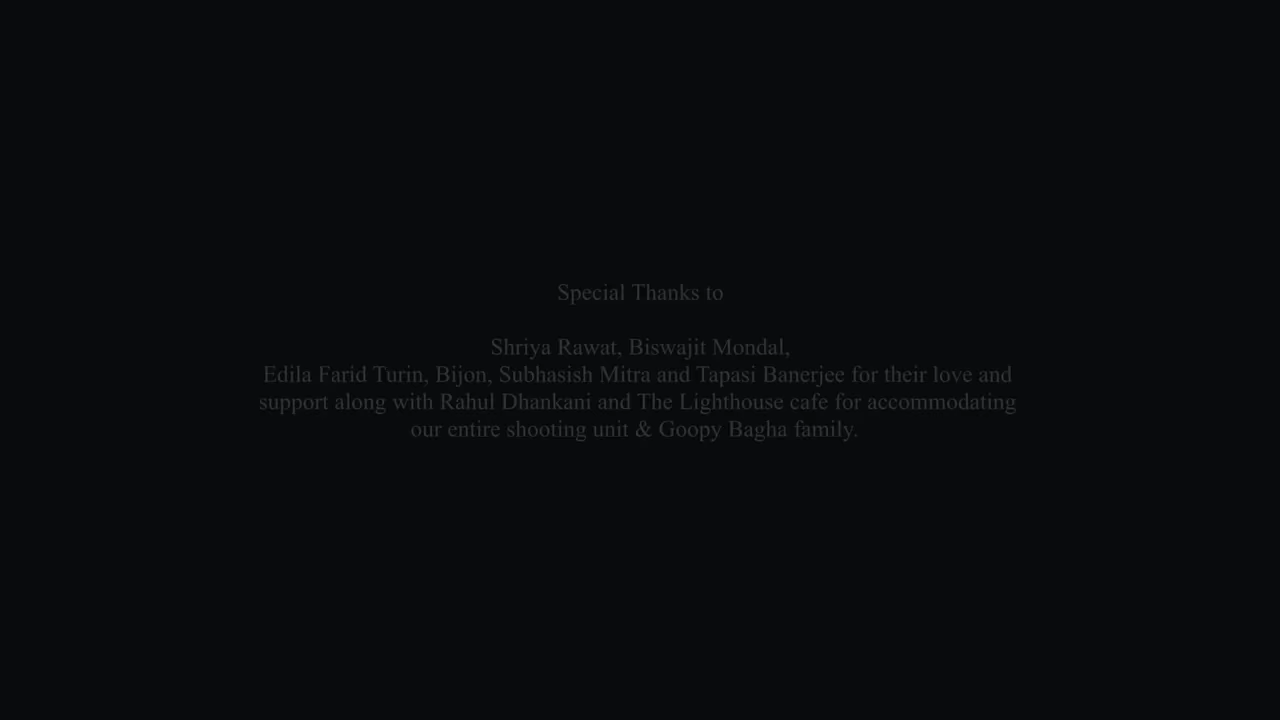 Special Thanks to
Shriya Rawat, Biswajit Mondal,
Edila Farid Turin, Bijon, Subhasish Mitra and Tapasi Banerjee for their love and
support along with Rahul Dhankani and The Lighthouse cafe for accommodating
our entire shooting unit & Goopy Bagha family.